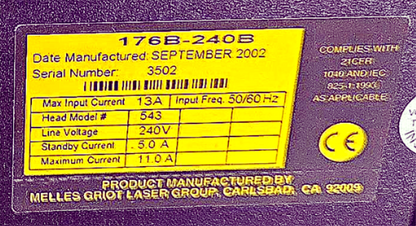 176B-240B
Date Manufactured: SEPTEMBER 2002
Serial Number: 3502
Max Input Current 13A Input Freq. 50/60 Hz
Head Model # 543
Line Voltage 240V
Standby Current 5.0 A
Maximum Current 11.0 A
COMPLIES WITH
21CFR
1040 AND IEC
825-1:1993
AS APPLICABLE
CE
PRODUCT MANUFACTURED BY
MELLES GRIOT LASER GROUP, CARLSBAD, CA 92009